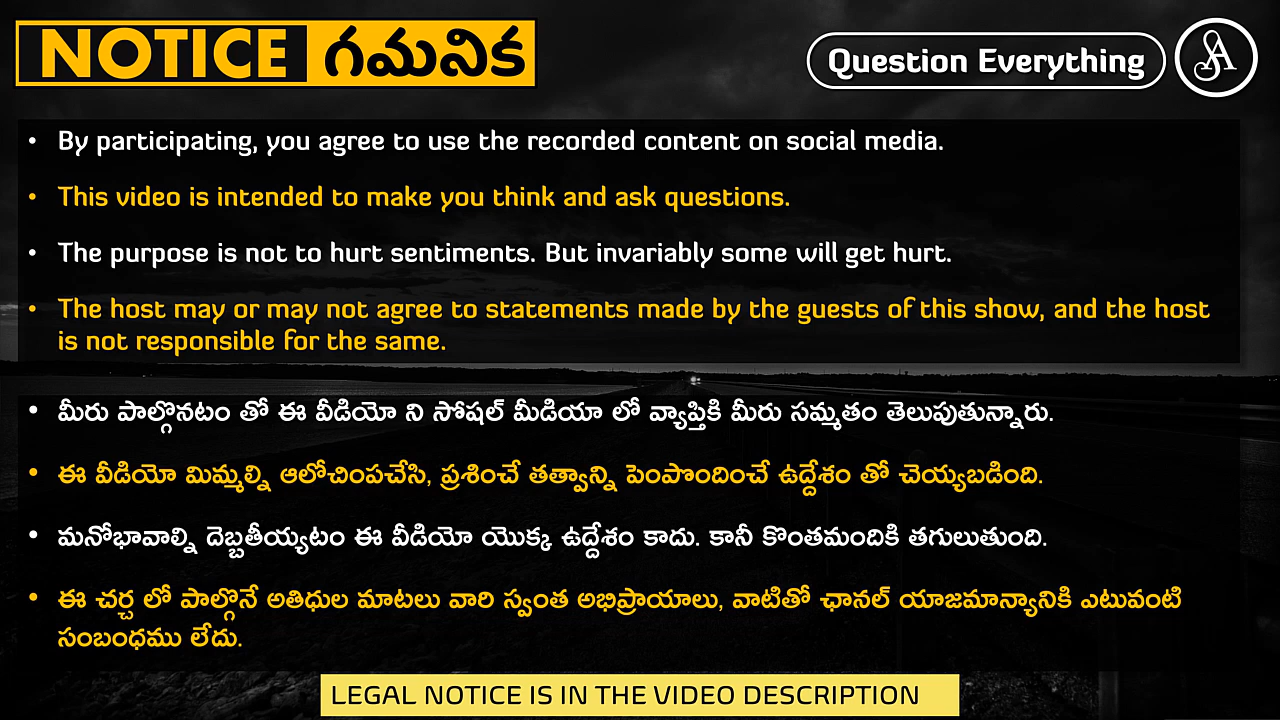 NOTICE గమనిక
Question Everything
• By participating, you agree to use the recorded content on social media.
• This video is intended to make you think and ask questions.
• The purpose is not to hurt sentiments. But invariably some will get hurt.
• The host may or may not agree to statements made by the guests of this show, and the host
is not responsible for the same.
• మీరు పాల్గొనటం తో ఈ వీడియో ని సోషల్ మీడియా లో వ్యాప్తికి మీరు సమ్మతం తెలుపుతున్నారు.
• ఈ వీడియో మిమ్మల్ని ఆలోచింపచేసి, ప్రశించే తత్వాన్ని పెంపొందించే ఉద్దేశం తో చెయ్యబడింది.
• మనోభావాల్ని దెబ్బతీయ్యటం ఈ వీడియో యొక్క ఉద్దేశం కాదు. కానీ కొంతమందికి తగులుతుంది.
• ఈ చర్చ లో పాల్గొనే అతిధుల మాటలు వారి స్వంత అభిప్రాయాలు, వాటితో ఛానల్ యాజమాన్యానికి ఎటువంటి
సంబంధము లేదు.
LEGAL NOTICE IS IN THE VIDEO DESCRIPTION